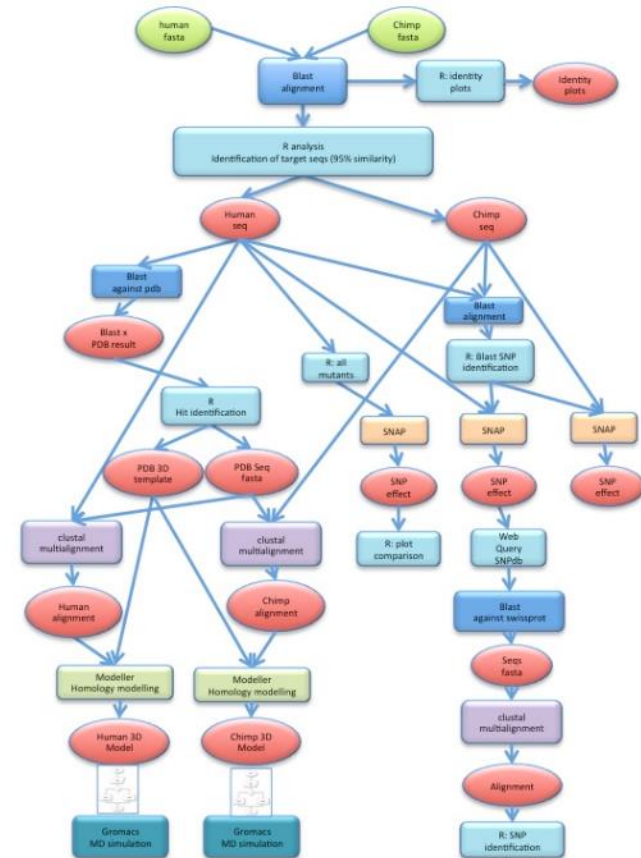 human
fasta
Chimp
fasta
Blast
alignment
R: identity
plots
Identity
plots
R analysis
Identification of target seqs (95% similarity)
Human
seq
Chimp
seq
Blast
against pdb
Blast
alignment
Blast x
PDB result
R: all
mutants
R: Blast SNP
identification
R
Hit identification
SNAP
SNAP
SNAP
PDB 3D
template
PDB Seq
fasta
SNP
effect
SNP
effect
SNP
effect
clustal
multialignment
clustal
multialignment
R: plot
comparison
Web
Query
SNPdb
Human
alignment
Chimp
alignment
Blast
against swissprot
Seqs
fasta
Modeller
Homology modelling
Modeller
Homology modelling
clustal
multialignment
Human 3D
Model
Chimp 3D
Model
Alignment
Gromacs
MD simulation
Gromacs
MD simulation
R: SNP
identification